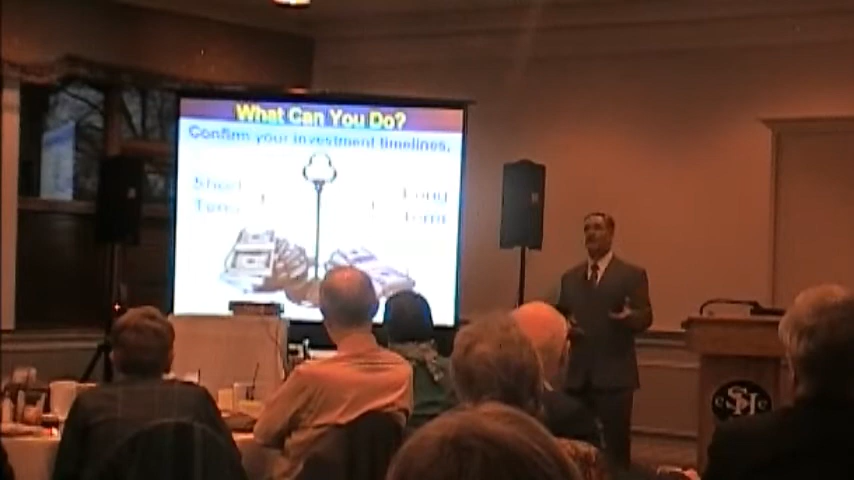 What Can You Do?
Confirm your investment timelines.
Short
Term
Long
Term